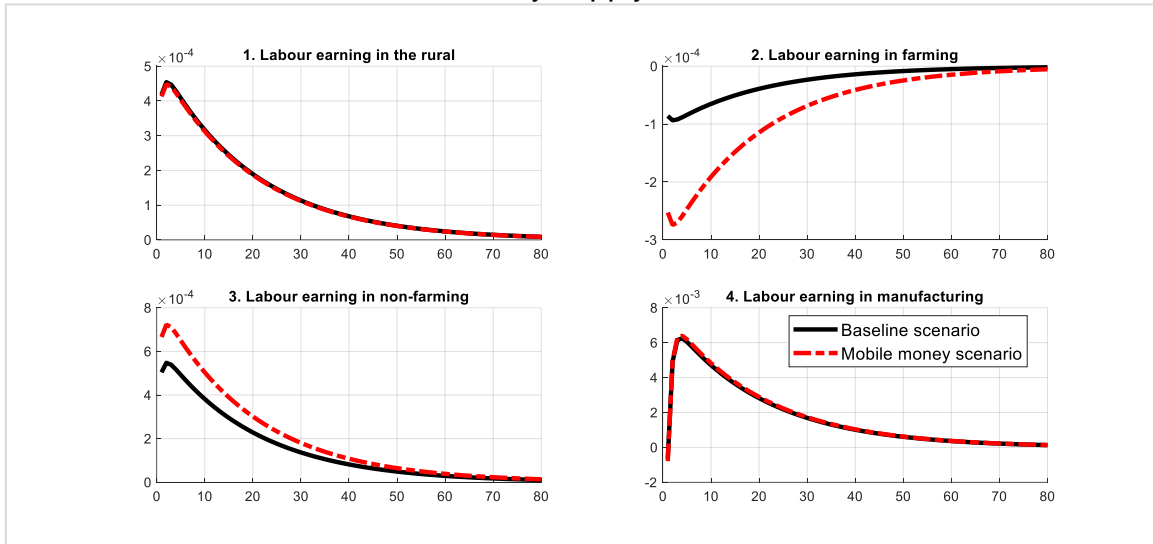 1. Labour earning in the rural
×10-4
5
4
3
2
1
0
0 10 20 30 40 50 60 70 80
2. Labour earning in farming
×10-4
0
-1
-2
-3
0 10 20 30 40 50 60 70 80
3. Labour earning in non-farming
×10-4
8
6
4
2
0
0 10 20 30 40 50 60 70 80
4. Labour earning in manufacturing
×10-3
8
6
4
2
0
-2
0 10 20 30 40 50 60 70 80
Baseline scenario
Mobile money scenario